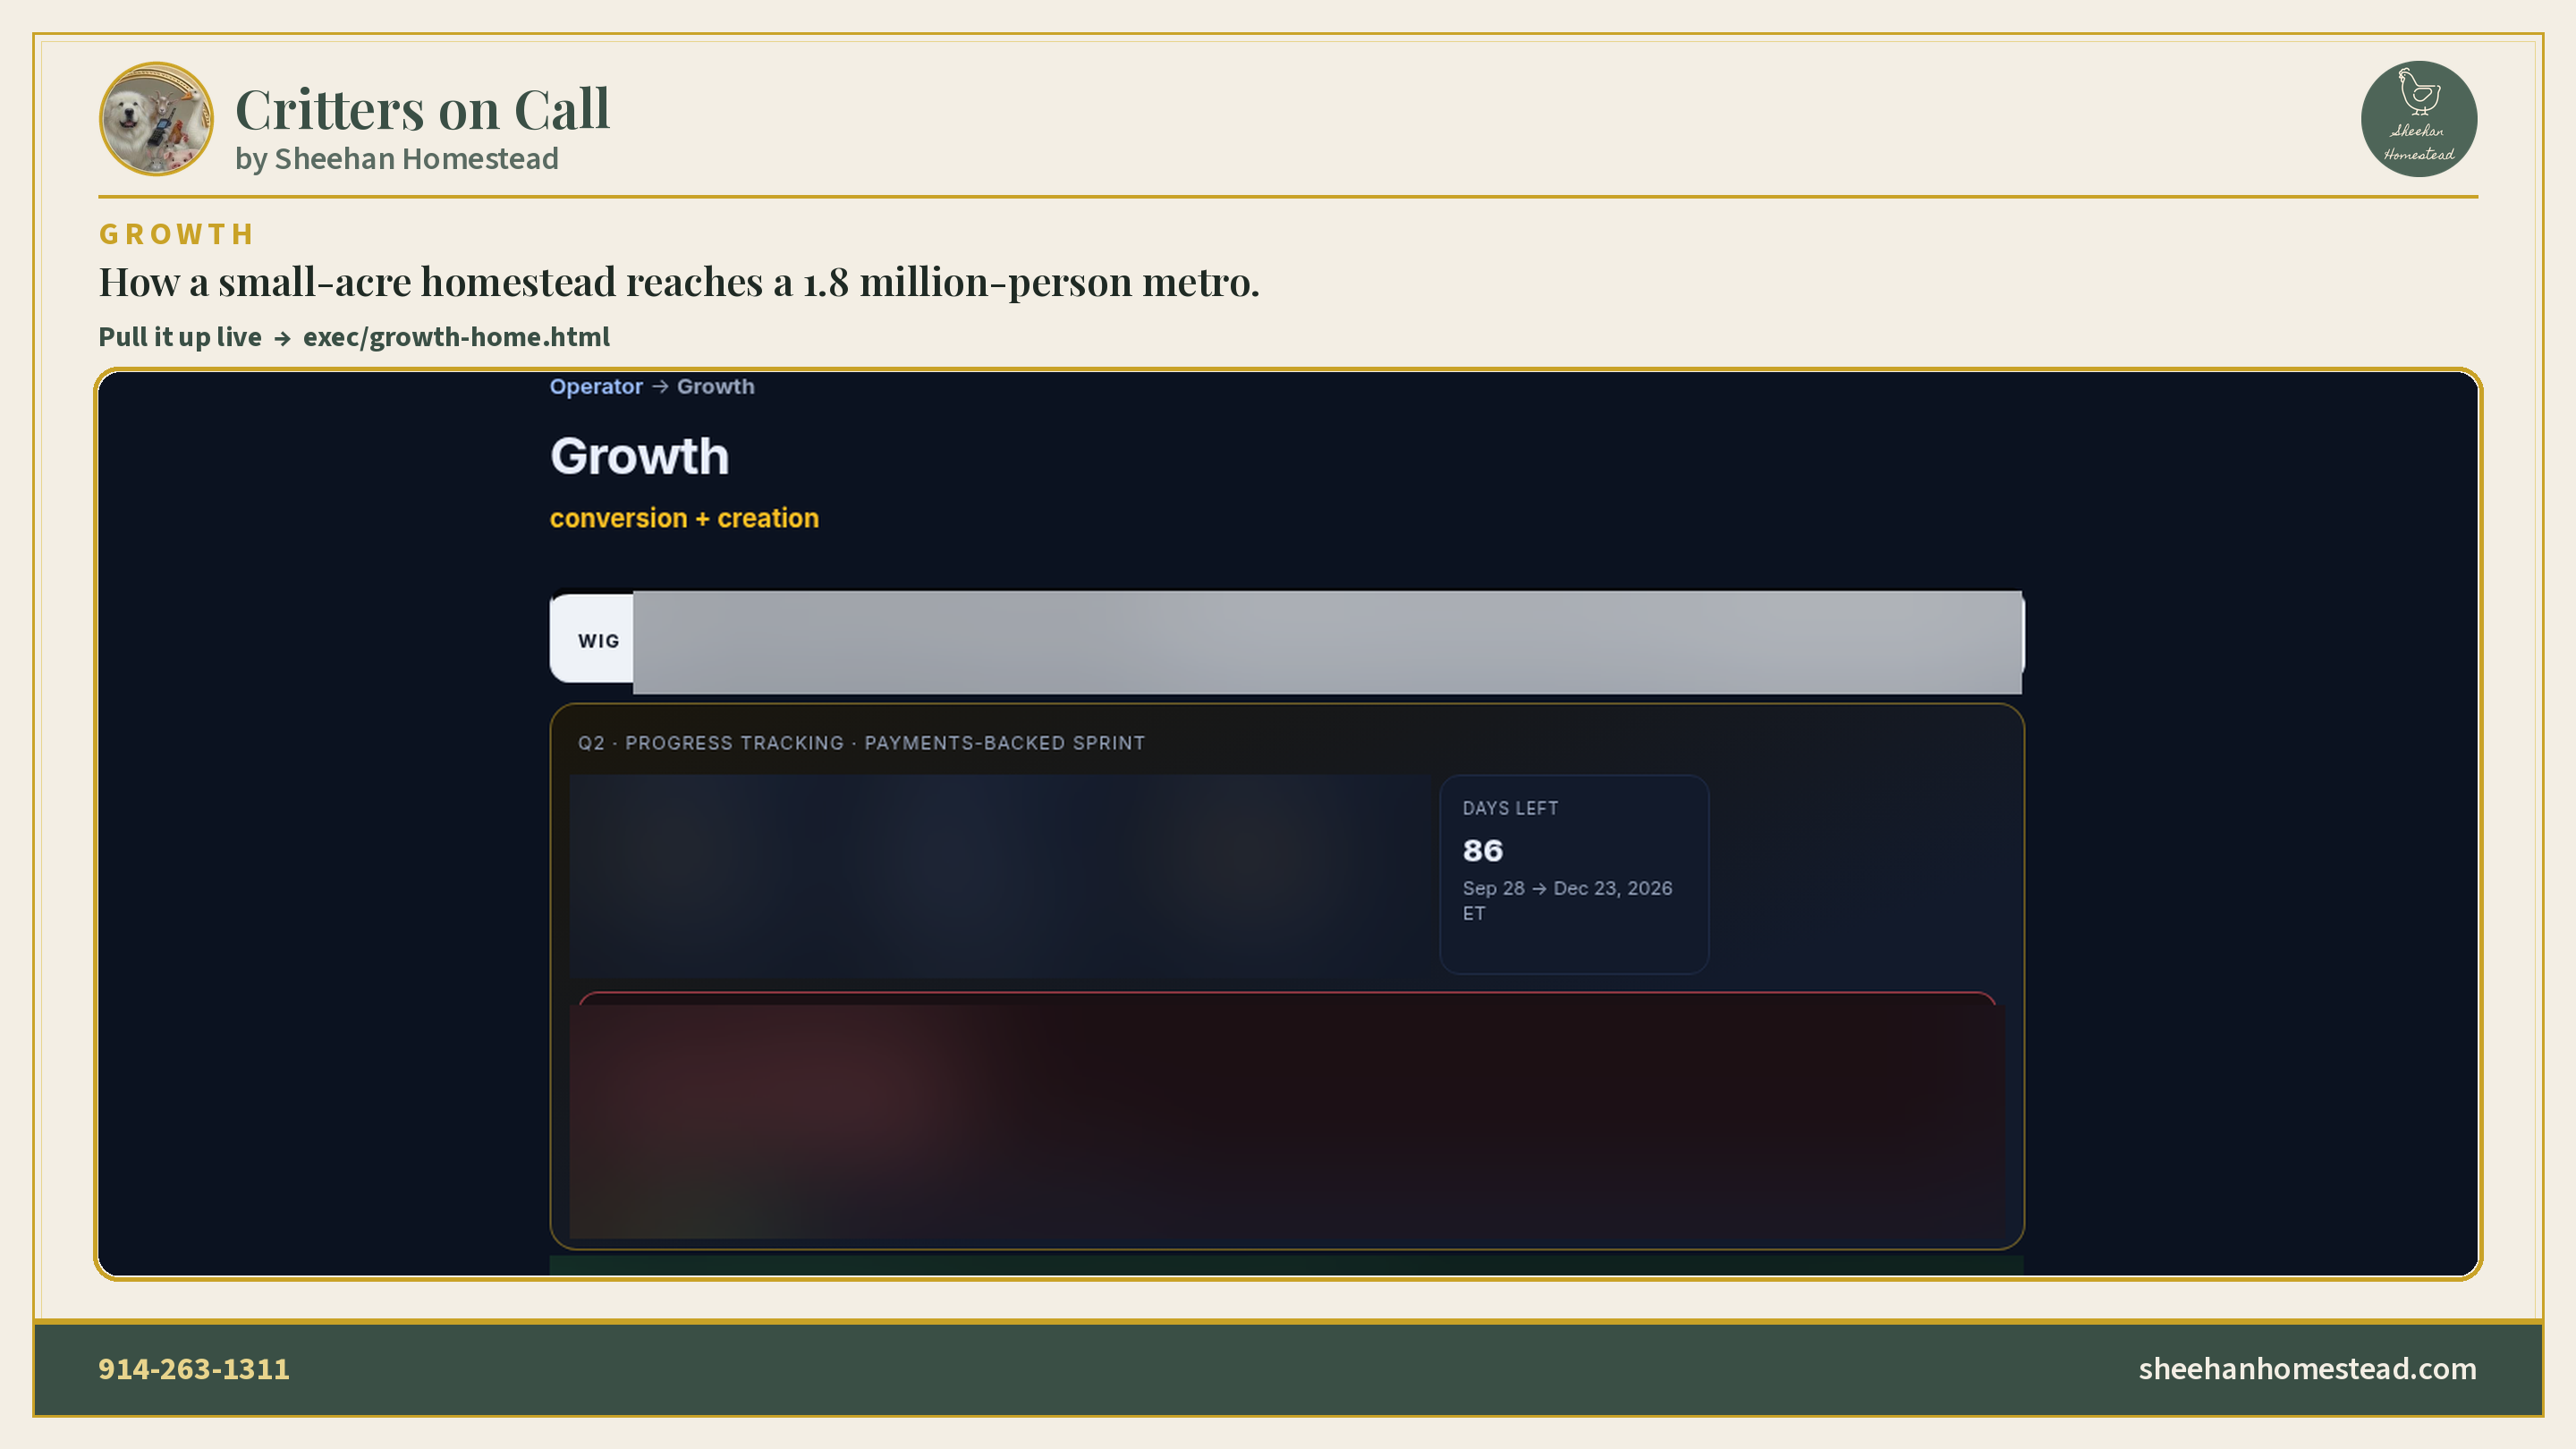 Critters on Call
by Sheehan Homestead
Sheehan
Homestead
GROWTH
How a small-acre homestead reaches a 1.8 million-person metro.
Pull it up live → exec/growth-home.html
Operator → Growth
Growth
conversion + creation
WIG
Q2 · PROGRESS TRACKING · PAYMENTS-BACKED SPRINT
DAYS LEFT
86
Sep 28 → Dec 23, 2026
ET
914-263-1311
sheehanhomestead.com